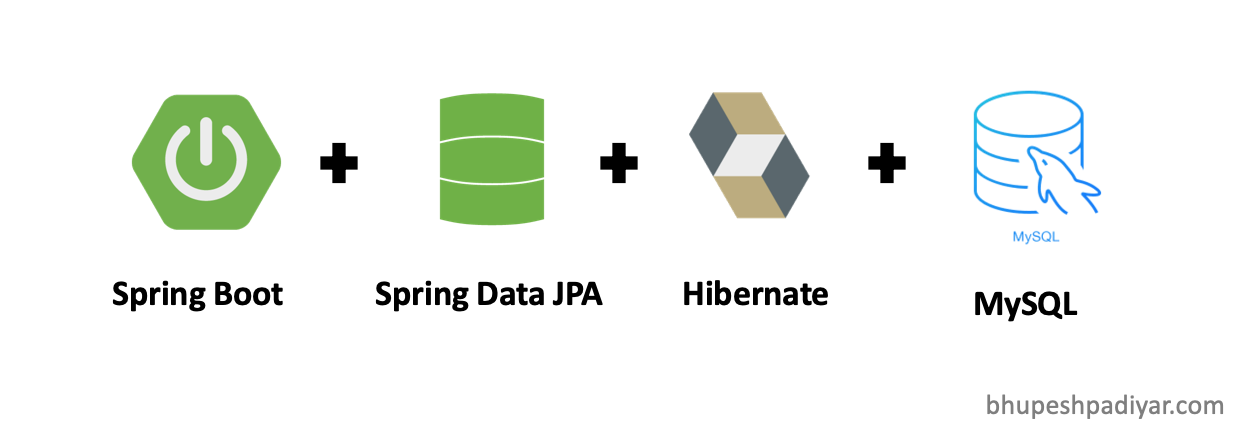 MySQL
Spring Boot
Spring Data JPA
Hibernate
MySQL
bhupeshpadiyar.com